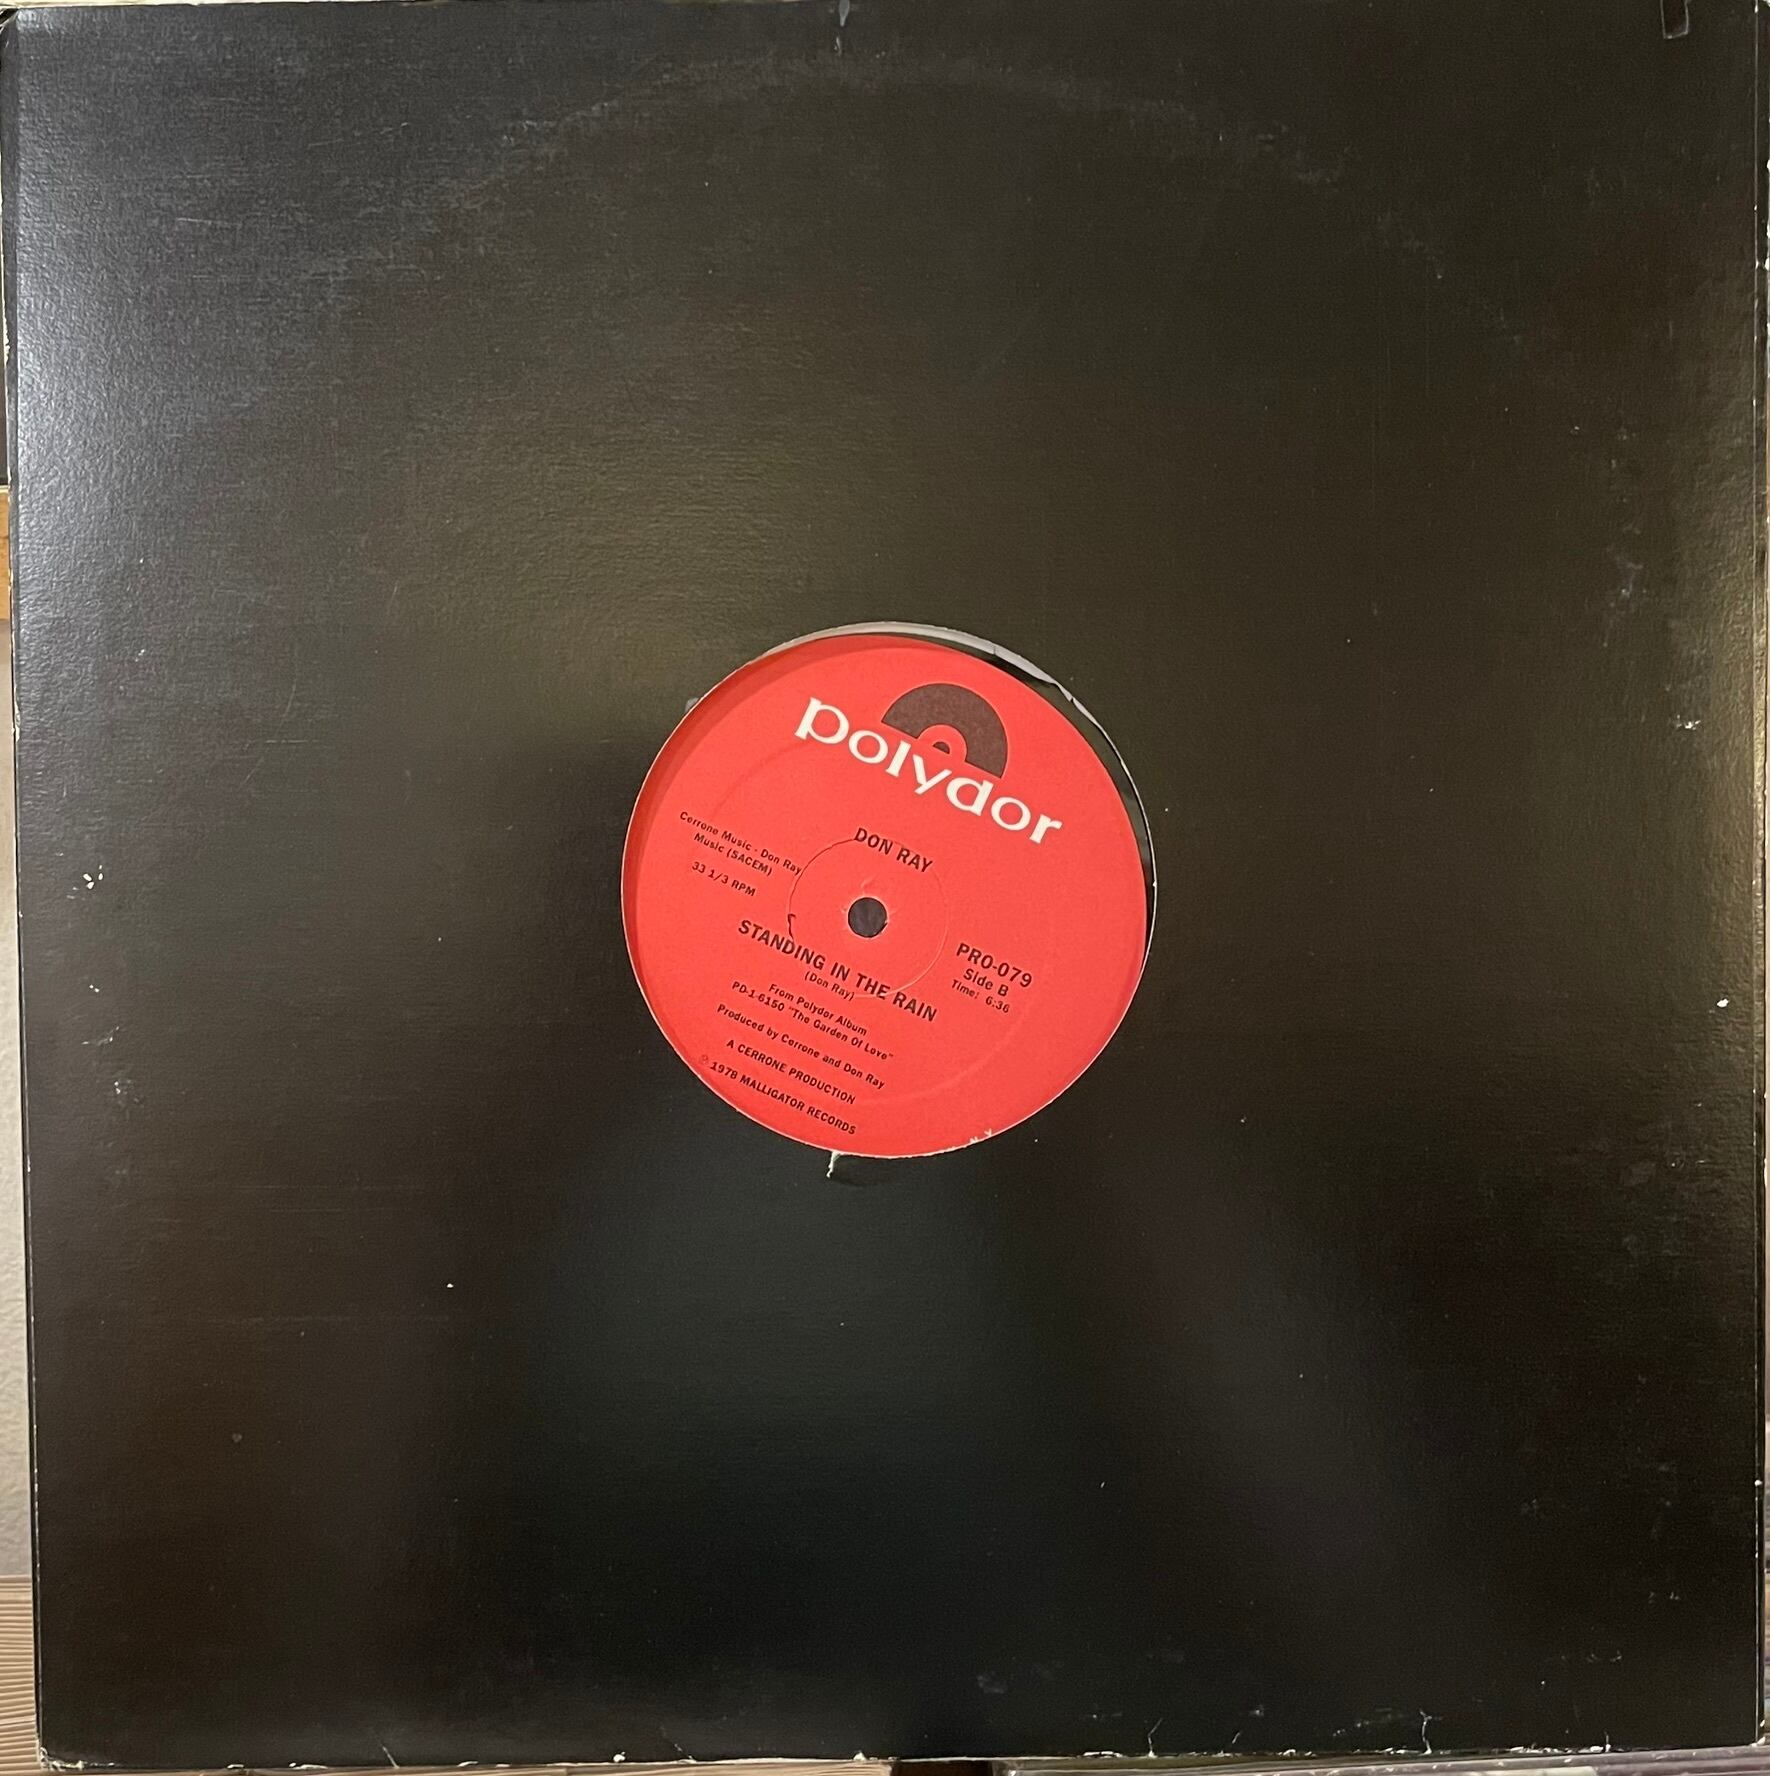 polydor
DON RAY
Cerrone Music - Don Ray
Music (SACEM)
33 1/3 RPM
PRO-079
Side B
Time: 6:36
STANDING IN THE RAIN
(Don Ray)
From Polydor Album
PD-1-6150 "The Garden Of Love"
Produced by Cerrone and Don Ray
A CERRONE PRODUCTION
℗ 1978 MALLIGATOR RECORDS